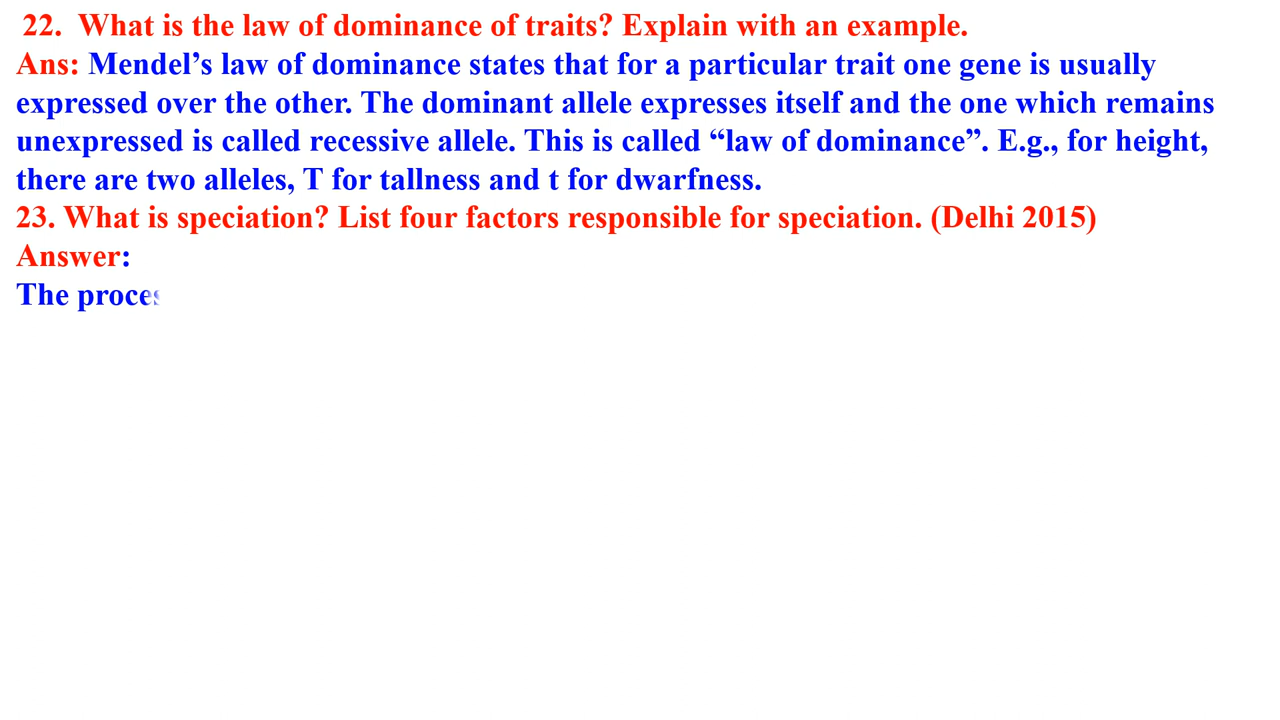 22.  What is the law of dominance of traits? Explain with an example.
Ans: Mendel’s law of dominance states that for a particular trait one gene is usually
expressed over the other. The dominant allele expresses itself and the one which remains
unexpressed is called recessive allele. This is called “law of dominance”. E.g., for height,
there are two alleles, T for tallness and t for dwarfness.
23. What is speciation? List four factors responsible for speciation. (Delhi 2015)
Answer:
The proces